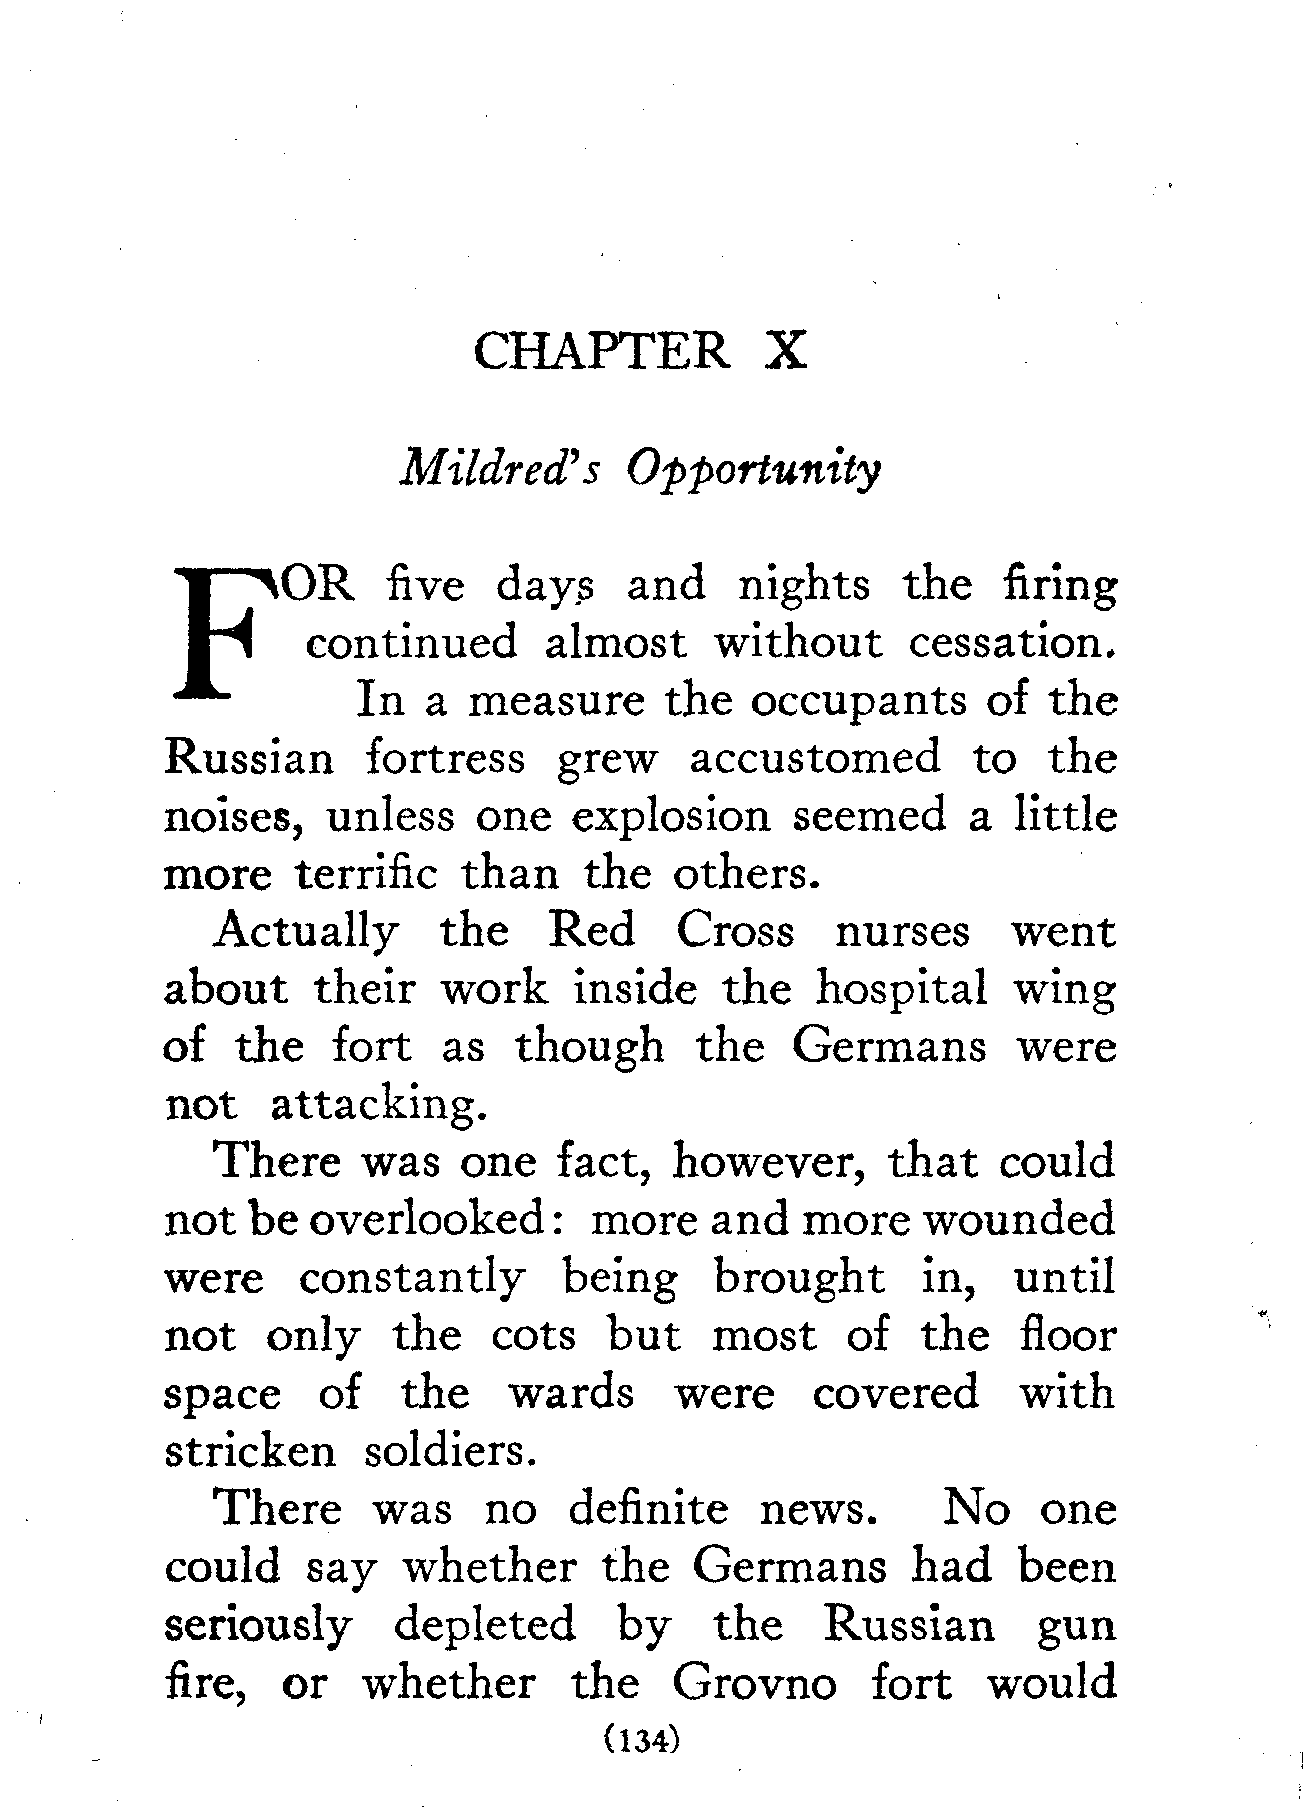 CHAPTER X
Mildred's Opportunity
FOR five days and nights the firing
continued almost without cessation.
In a measure the occupants of the
Russian fortress grew accustomed to the
noises, unless one explosion seemed a little
more terrific than the others.
Actually the Red Cross nurses went
about their work inside the hospital wing
of the fort as though the Germans were
not attacking.
There was one fact, however, that could
not be overlooked: more and more wounded
were constantly being brought in, until
not only the cots but most of the floor
space of the wards were covered with
stricken soldiers.
There was no definite news. No one
could say whether the Germans had been
seriously depleted by the Russian gun
fire, or whether the Grovno fort would
(134)